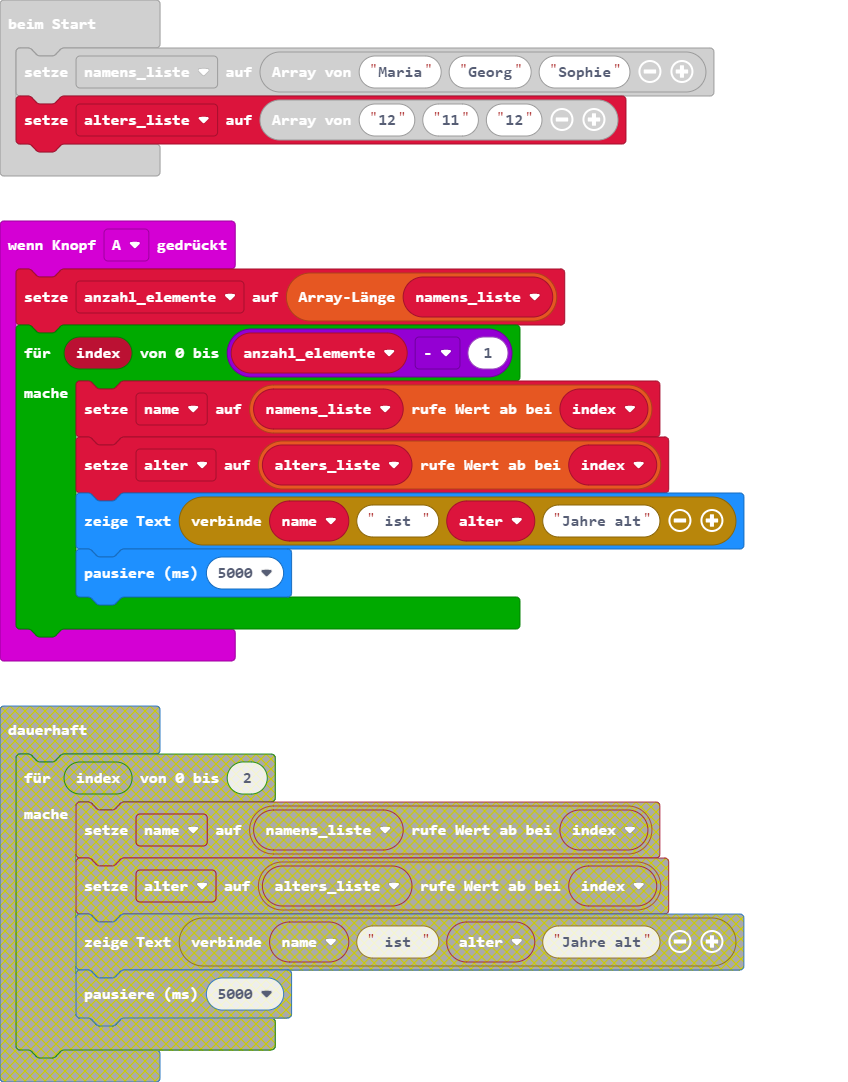 beim Start
setze namens_liste auf Array von "Maria" "Georg" "Sophie"
setze alters_liste auf Array von "12" "11" "12"
wenn Knopf A gedrückt
setze anzahl_elemente auf Array-Länge namens_liste
für index von 0 bis anzahl_elemente - 1
mache
setze name auf namens_liste rufe Wert ab bei index
setze alter auf alters_liste rufe Wert ab bei index
zeige Text verbinde name " ist " alter "Jahre alt"
pausiere (ms) 5000
dauerhaft
für index von 0 bis 2
mache
setze name auf namens_liste rufe Wert ab bei index
setze alter auf alters_liste rufe Wert ab bei index
zeige Text verbinde name " ist " alter "Jahre alt"
pausiere (ms) 5000